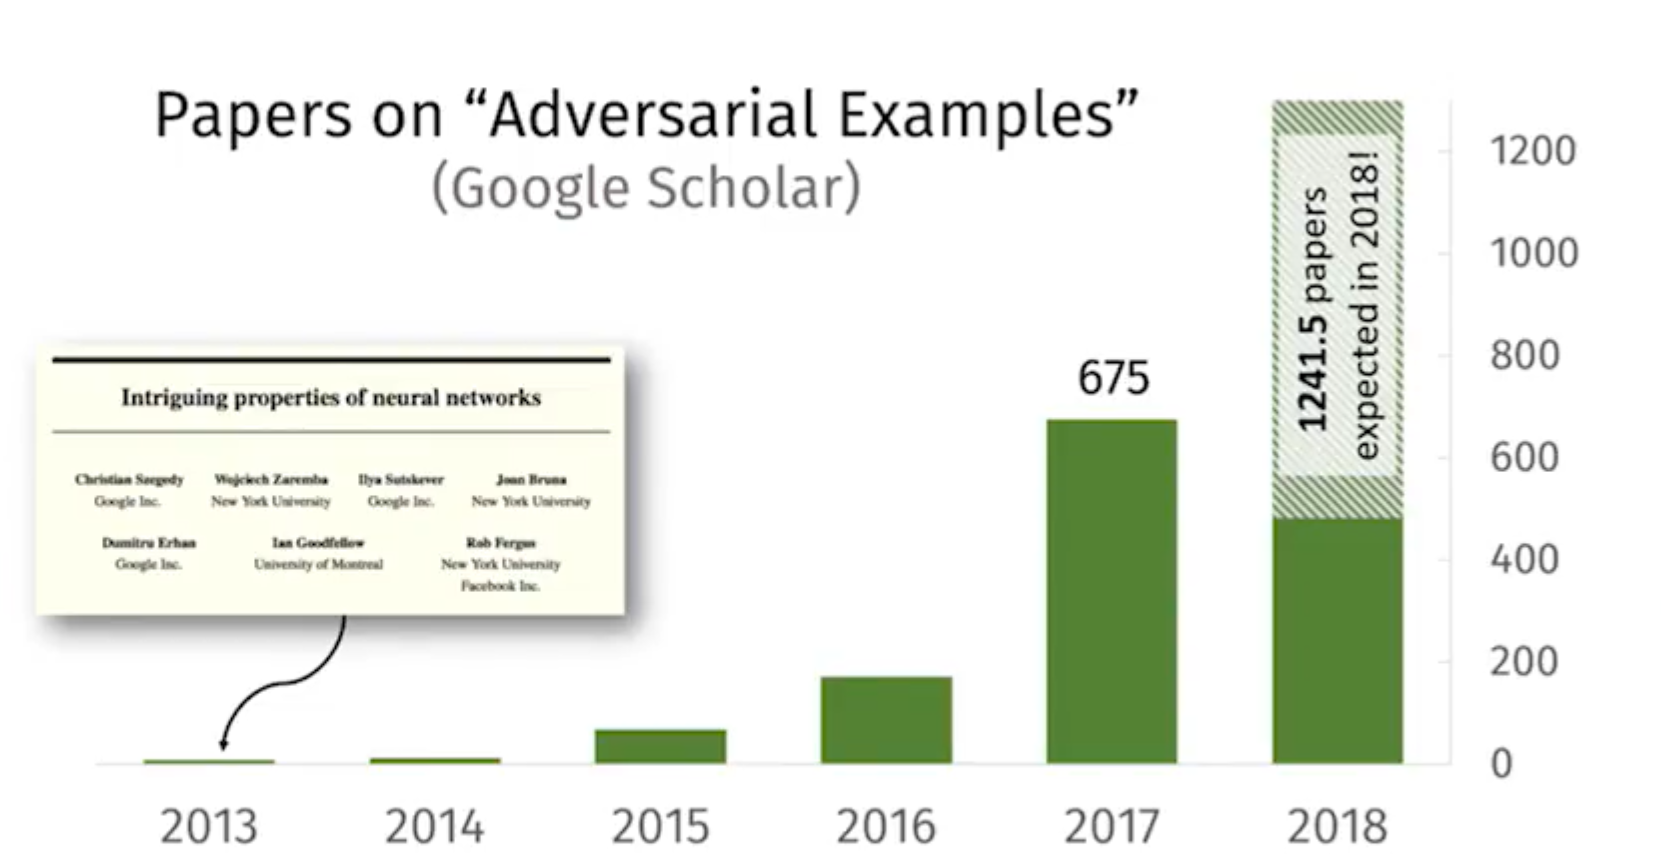 Papers on “Adversarial Examples”
(Google Scholar)
Intriguing properties of neural networks
Christian Szegedy Wojciech Zaremba Ilya Sutskever Joan Bruna
Google Inc. New York University Google Inc. New York University
Dumitru Erhan Ian Goodfellow Rob Fergus
Google Inc. University of Montreal New York University
Facebook Inc.
675
1241.5 papers
expected in 2018!
1200
1000
800
600
400
200
0
2013 2014 2015 2016 2017 2018